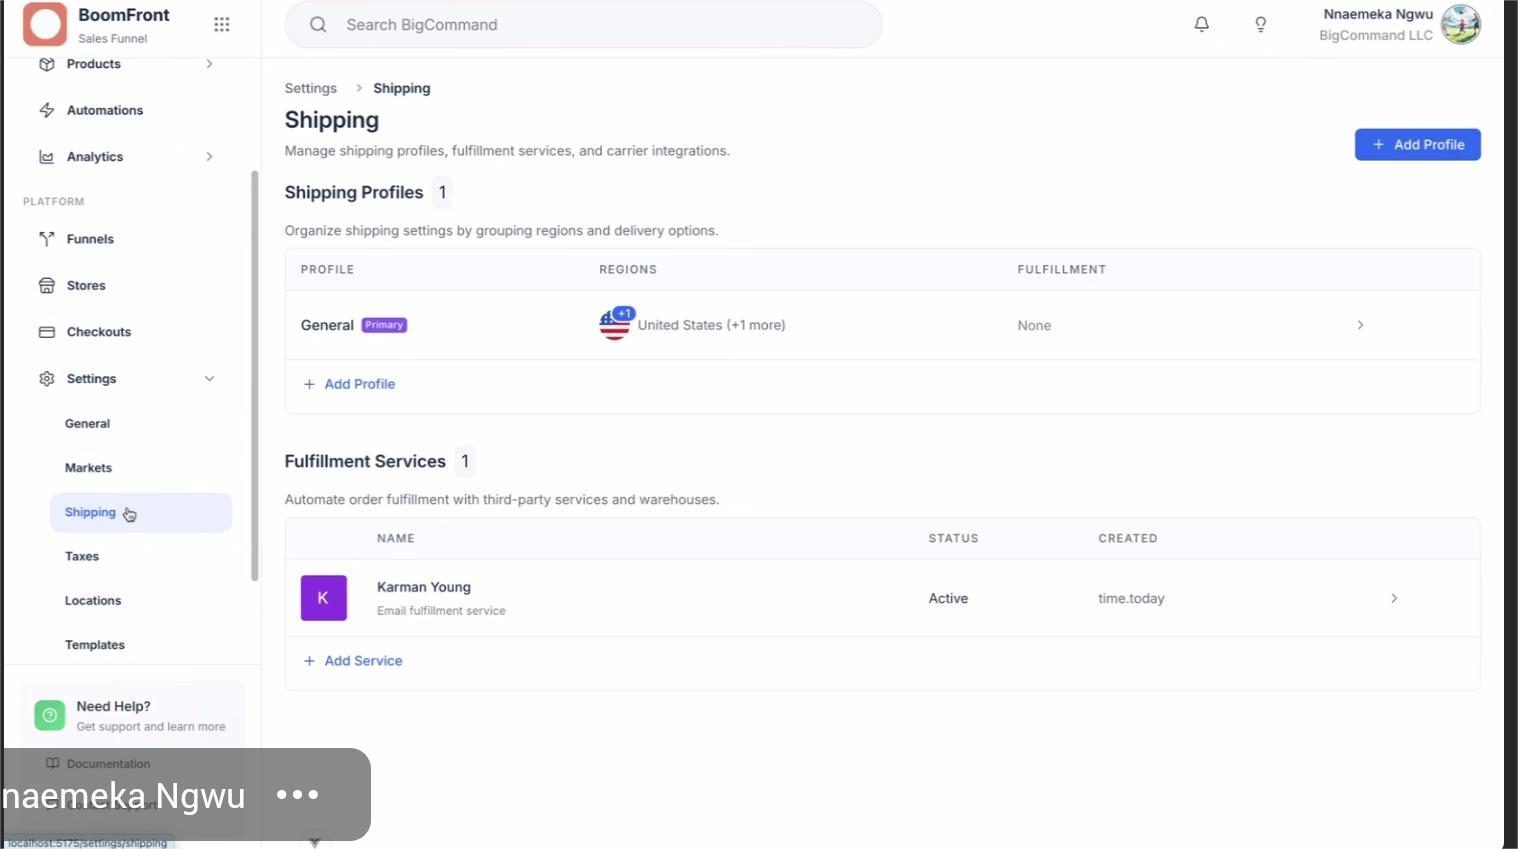 BoomFront
Sales Funnel
Search BigCommand
Nnaemeka Ngwu
BigCommand LLC
Products
Automations
Analytics
PLATFORM
Funnels
Stores
Checkouts
Settings
General
Markets
Shipping
Taxes
Locations
Templates
Need Help?
Get support and learn more
Documentation
naemeka Ngwu
localhost:5175/settings/shipping
Settings > Shipping
Shipping
Manage shipping profiles, fulfillment services, and carrier integrations.
+ Add Profile
Shipping Profiles 1
Organize shipping settings by grouping regions and delivery options.
PROFILE REGIONS FULFILLMENT
General Primary +1 United States (+1 more) None
+ Add Profile
Fulfillment Services 1
Automate order fulfillment with third-party services and warehouses.
NAME STATUS CREATED
K Karman Young Active time.today
Email fulfillment service
+ Add Service